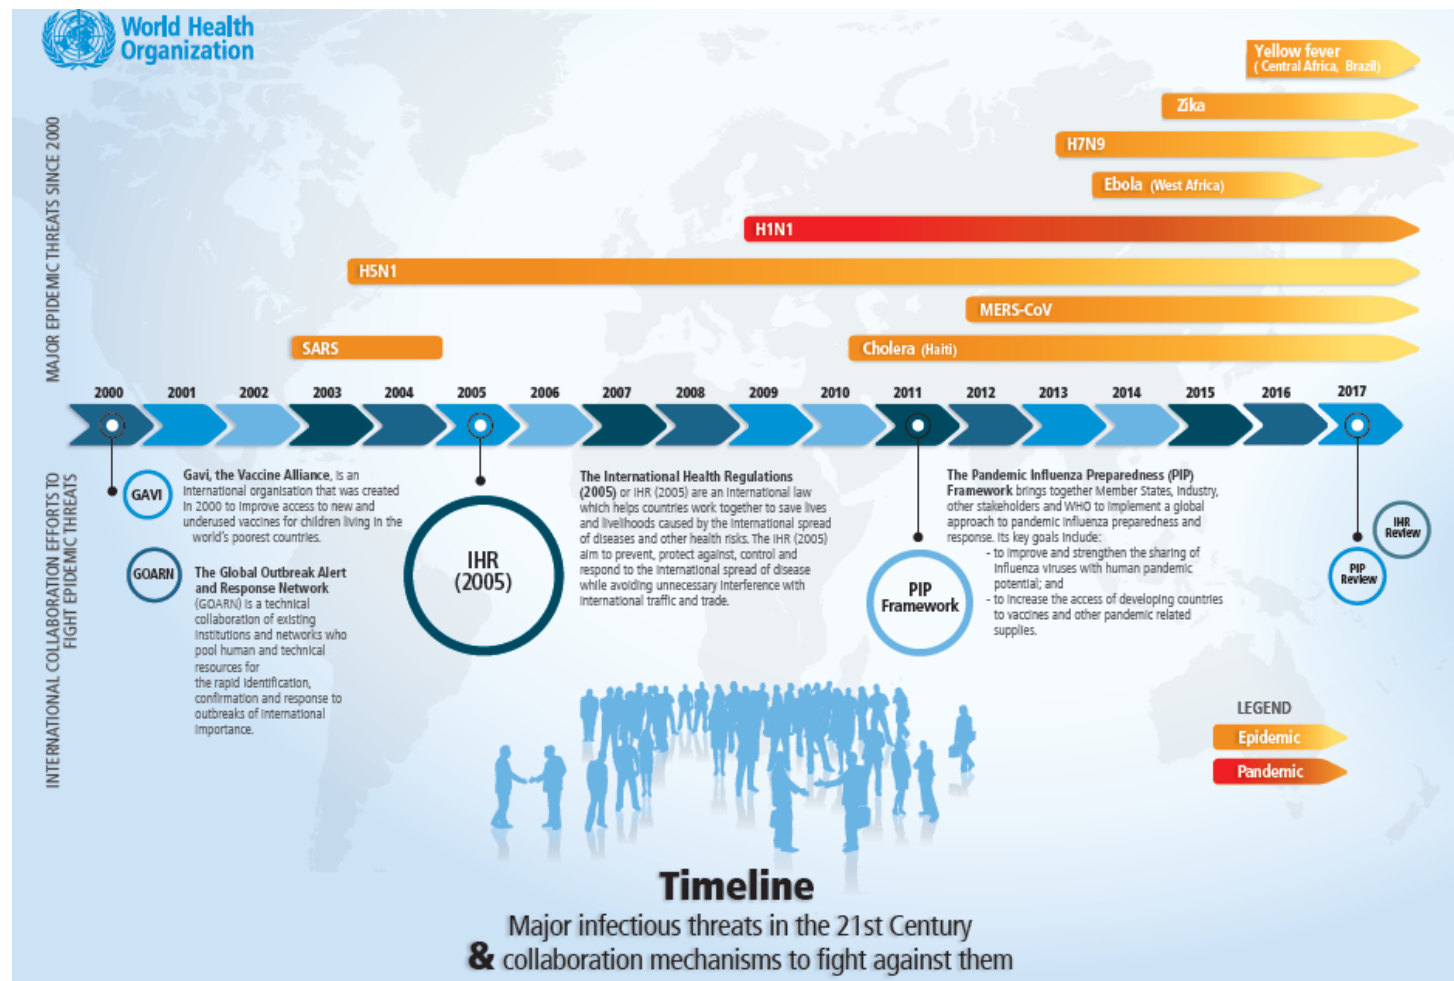 World Health
Organization
MAJOR EPIDEMIC THREATS SINCE 2000
Yellow fever
( Central Africa, Brazil)
Zika
H7N9
Ebola (West Africa)
H1N1
H5N1
MERS-CoV
SARS
Cholera (Haiti)
2000 2001 2002 2003 2004 2005 2006 2007 2008 2009 2010 2011 2012 2013 2014 2015 2016 2017
INTERNATIONAL COLLABORATION EFFORTS TO
FIGHT EPIDEMIC THREATS
GAVI
Gavi, the Vaccine Alliance, is an
international organisation that was created
in 2000 to improve access to new and
underused vaccines for children living in the
world's poorest countries.
GOARN
The Global Outbreak Alert
and Response Network
(GOARN) is a technical
collaboration of existing
institutions and networks who
pool human and technical
resources for
the rapid identification,
confirmation and response to
outbreaks of international
importance.
IHR
(2005)
The International Health Regulations
(2005) or IHR (2005) are an international law
which helps countries work together to save lives
and livelihoods caused by the international spread
of diseases and other health risks. The IHR (2005)
aim to prevent, protect against, control and
respond to the international spread of disease
while avoiding unnecessary interference with
international traffic and trade.
PIP
Framework
The Pandemic Influenza Preparedness (PIP)
Framework brings together Member States, industry,
other stakeholders and WHO to implement a global
approach to pandemic influenza preparedness and
response. Its key goals include:
- to improve and strengthen the sharing of
influenza viruses with human pandemic
potential; and
- to increase the access of developing countries
to vaccines and other pandemic related
supplies.
IHR
Review
PIP
Review
LEGEND
Epidemic
Pandemic
Timeline
Major infectious threats in the 21st Century
& collaboration mechanisms to fight against them